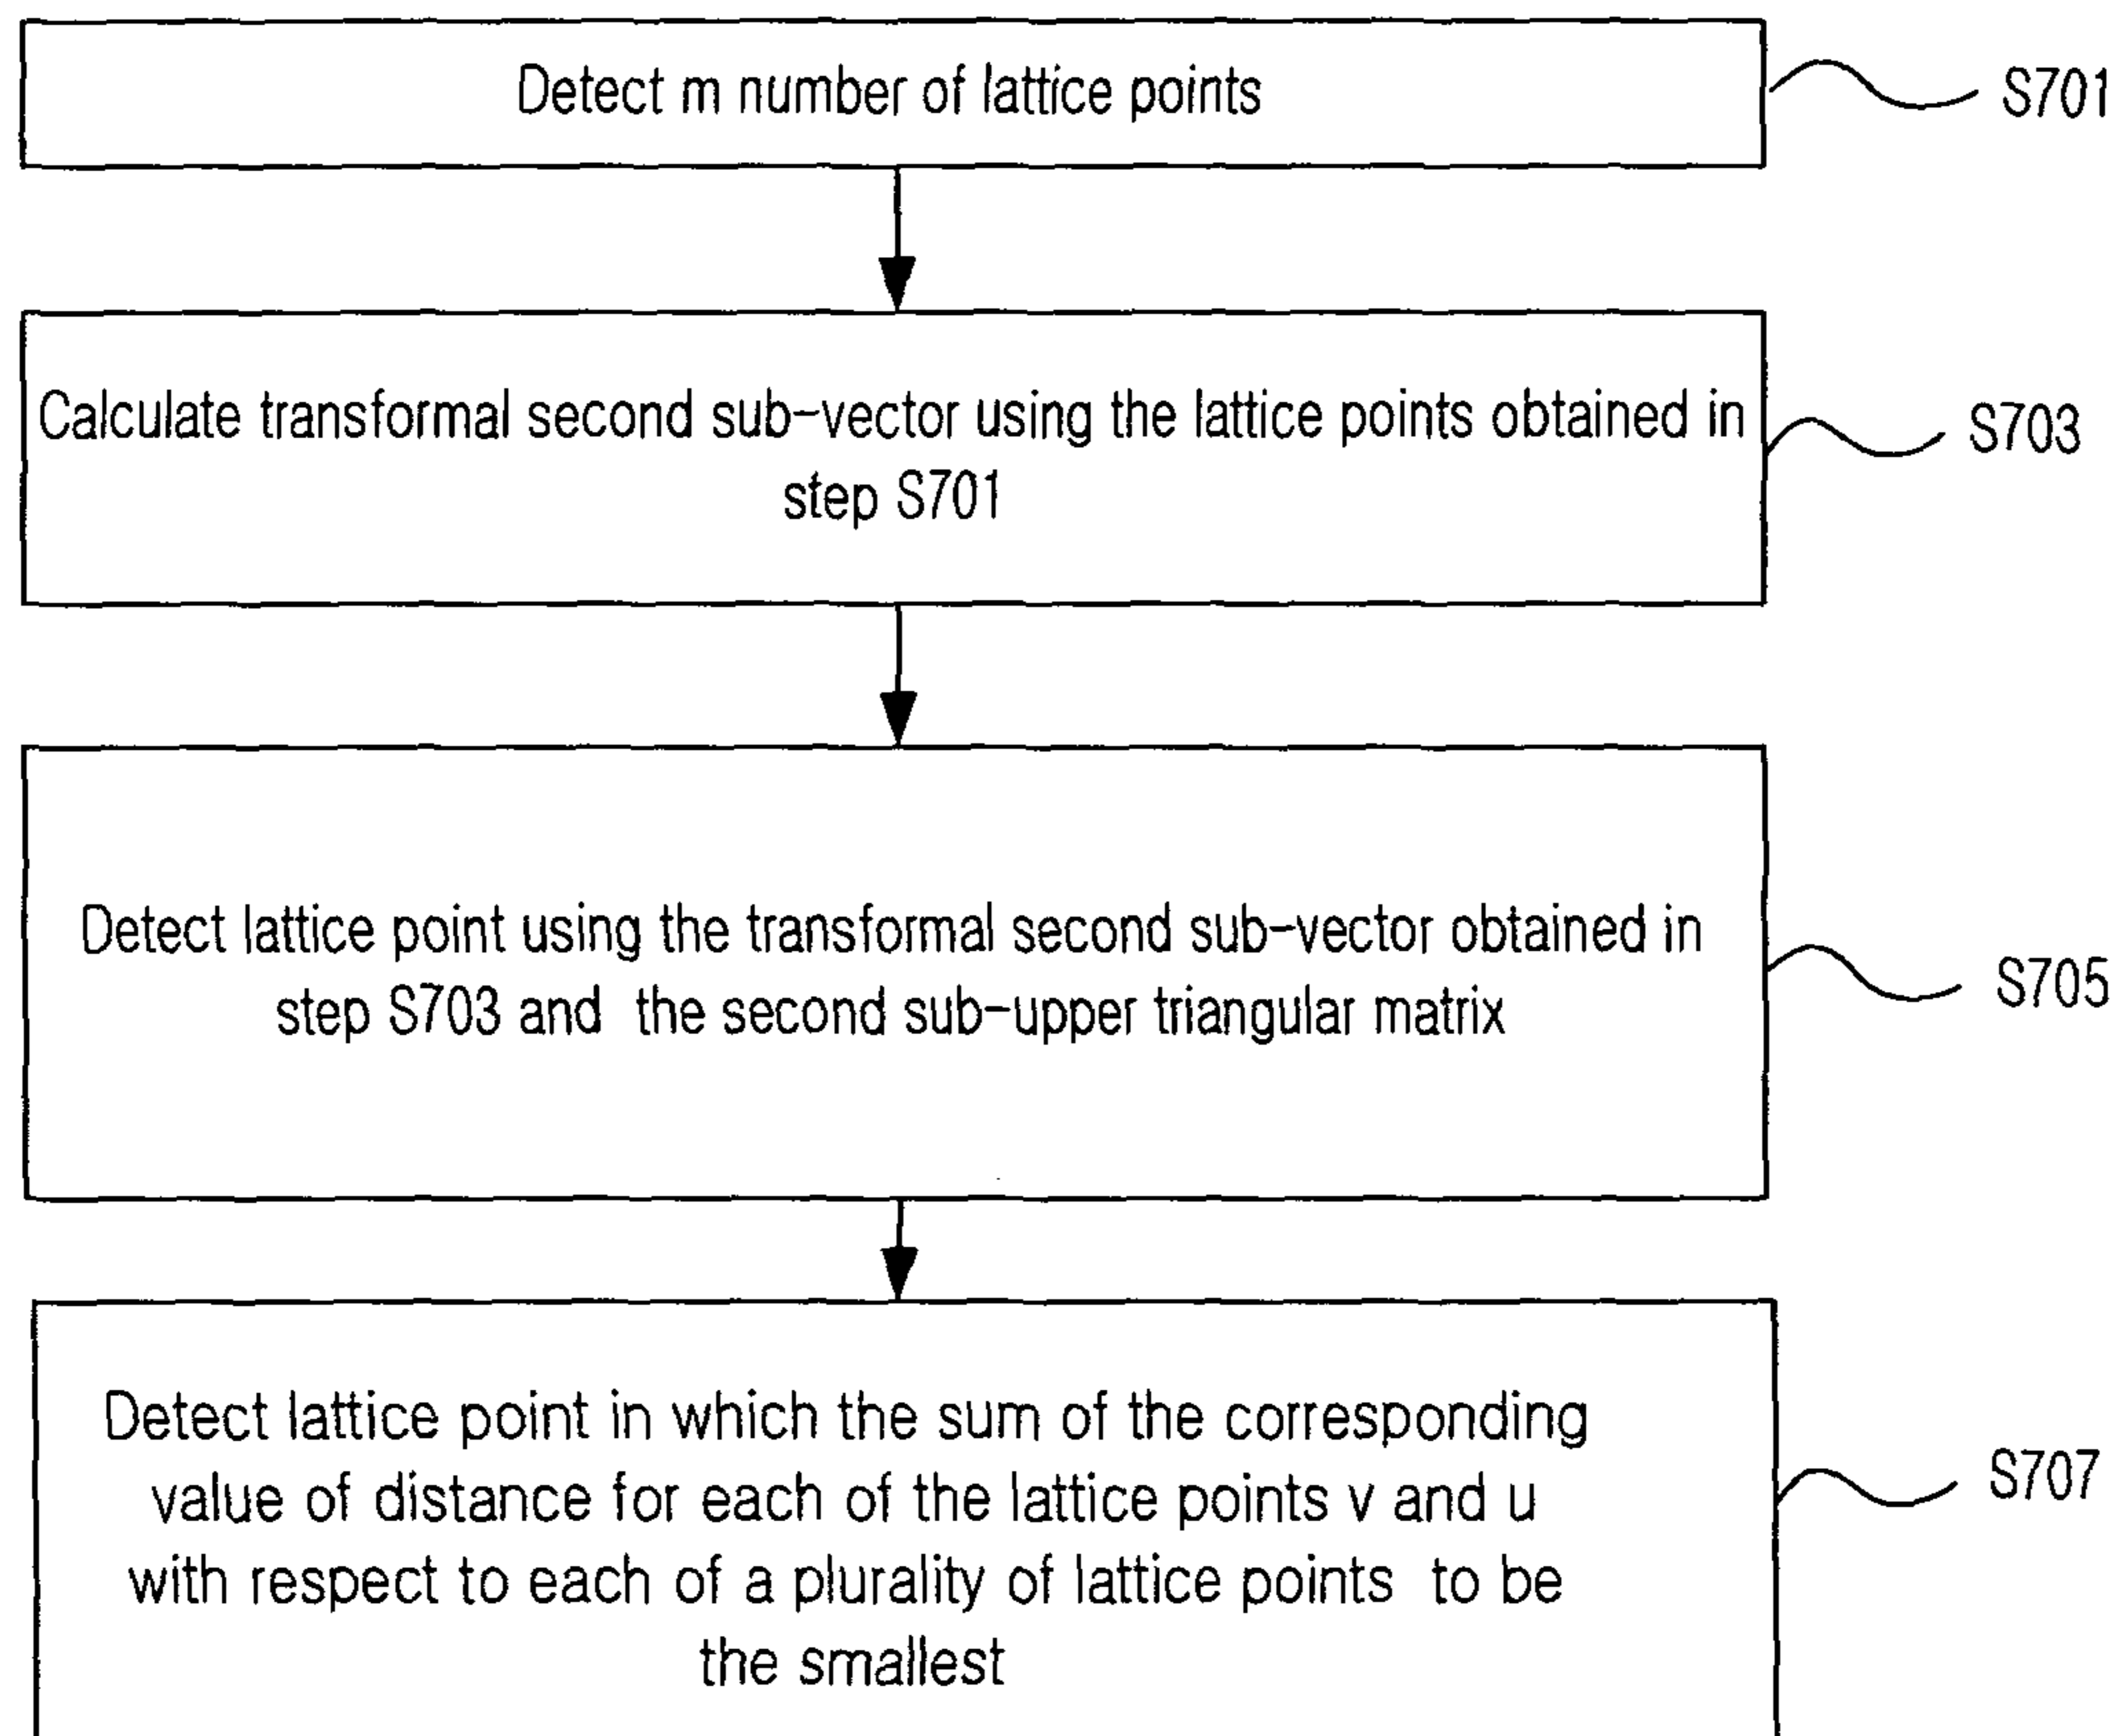 Detect m number of lattice points
S701
Calculate transformal second sub-vector using the lattice points obtained in
step S701
S703
Detect lattice point using the transformal second sub-vector obtained in
step S703 and the second sub-upper triangular matrix
S705
Detect lattice point in which the sum of the corresponding
value of distance for each of the lattice points v and u
with respect to each of a plurality of lattice points to be
the smallest
S707